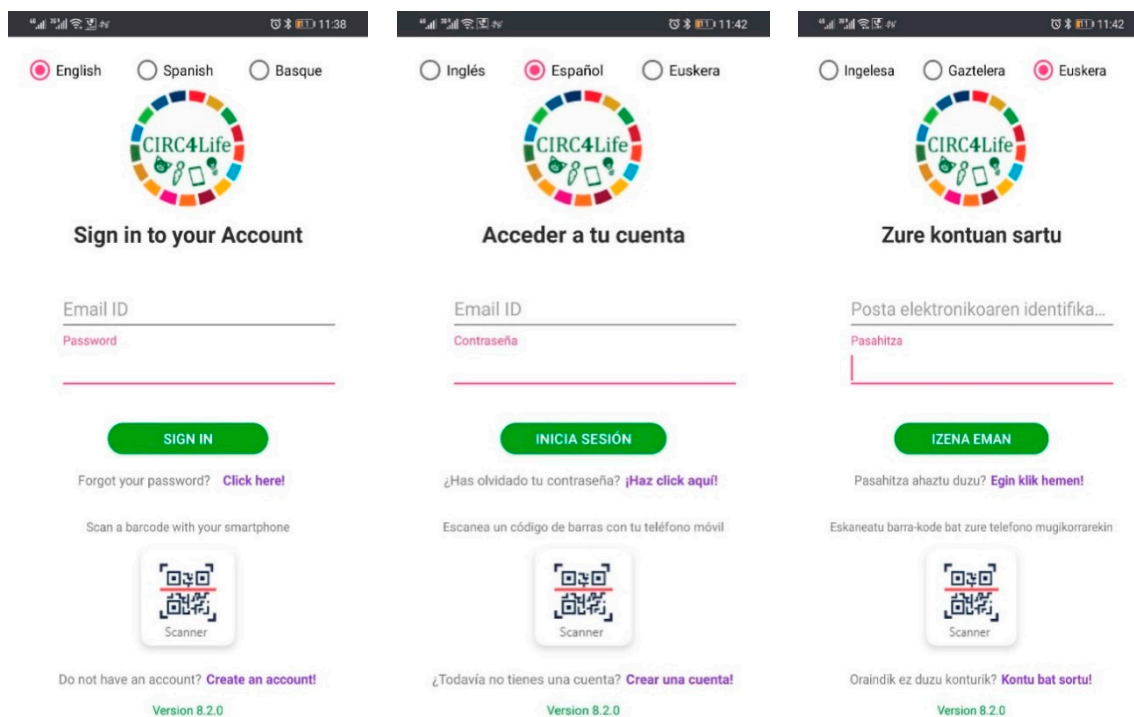 11:38
English Spanish Basque
CIRC4Life
Sign in to your Account
Email ID
Password
SIGN IN
Forgot your password? Click here!
Scan a barcode with your smartphone
Scanner
Do not have an account? Create an account!
Version 8.2.0
11:42
Inglés Español Euskera
CIRC4Life
Acceder a tu cuenta
Email ID
Contraseña
INICIA SESIÓN
¿Has olvidado tu contraseña? ¡Haz click aquí!
Escanea un código de barras con tu teléfono móvil
Scanner
¿Todavía no tienes una cuenta? Crear una cuenta!
Version 8.2.0
11:42
Ingelesa Gaztelera Euskera
CIRC4Life
Zure kontuan sartu
Posta elektronikoaren identifika...
Pasahitza
IZENA EMAN
Pasahitza ahaztu duzu? Egin klik hemen!
Eskaneatu barra-kode bat zure telefono mugikorrarekin
Scanner
Oraindik ez duzu konturik? Kontu bat sortu!
Version 8.2.0